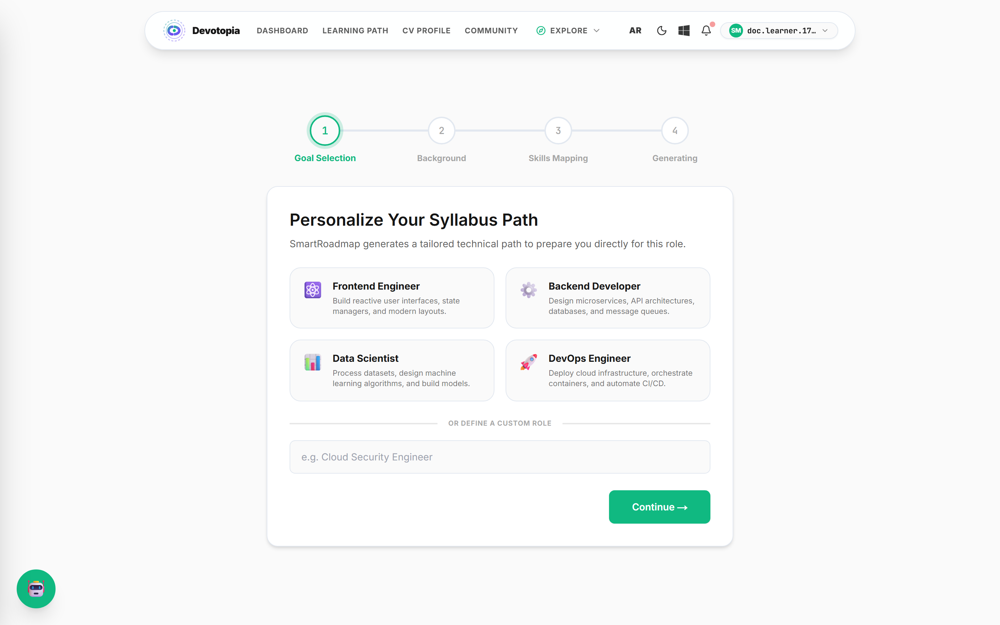 Devotopia
DASHBOARD
LEARNING PATH
CV PROFILE
COMMUNITY
EXPLORE
AR
SM
doc.learner.17…
1
2
3
4
Goal Selection
Background
Skills Mapping
Generating
Personalize Your Syllabus Path
SmartRoadmap generates a tailored technical path to prepare you directly for this role.
Frontend Engineer
Build reactive user interfaces, state
managers, and modern layouts.
Backend Developer
Design microservices, API architectures,
databases, and message queues.
Data Scientist
Process datasets, design machine
learning algorithms, and build models.
DevOps Engineer
Deploy cloud infrastructure, orchestrate
containers, and automate CI/CD.
OR DEFINE A CUSTOM ROLE
e.g. Cloud Security Engineer
Continue →